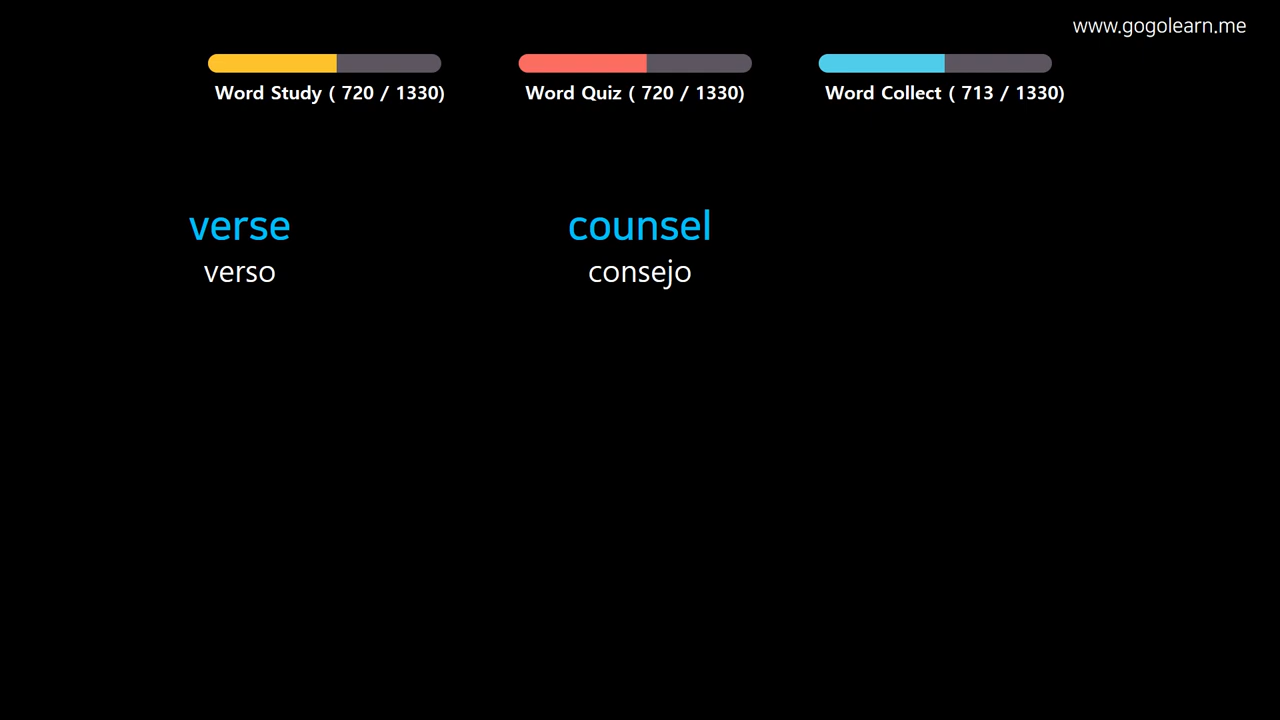 www.gogolearn.me
Word Study ( 720 / 1330)
Word Quiz ( 720 / 1330)
Word Collect ( 713 / 1330)
verse
verso
counsel
consejo